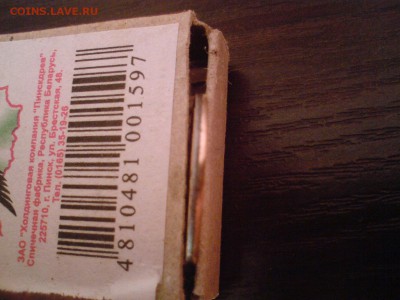 COINS.LAVE.RU
ЗАО "Холдинговая компания "Пинскдрев"
Спичечная фабрика, Республика Беларусь,
225710, г. Пинск, ул. Брестская, 48.
Тел. (0165) 35-19-26
4 810481 001597